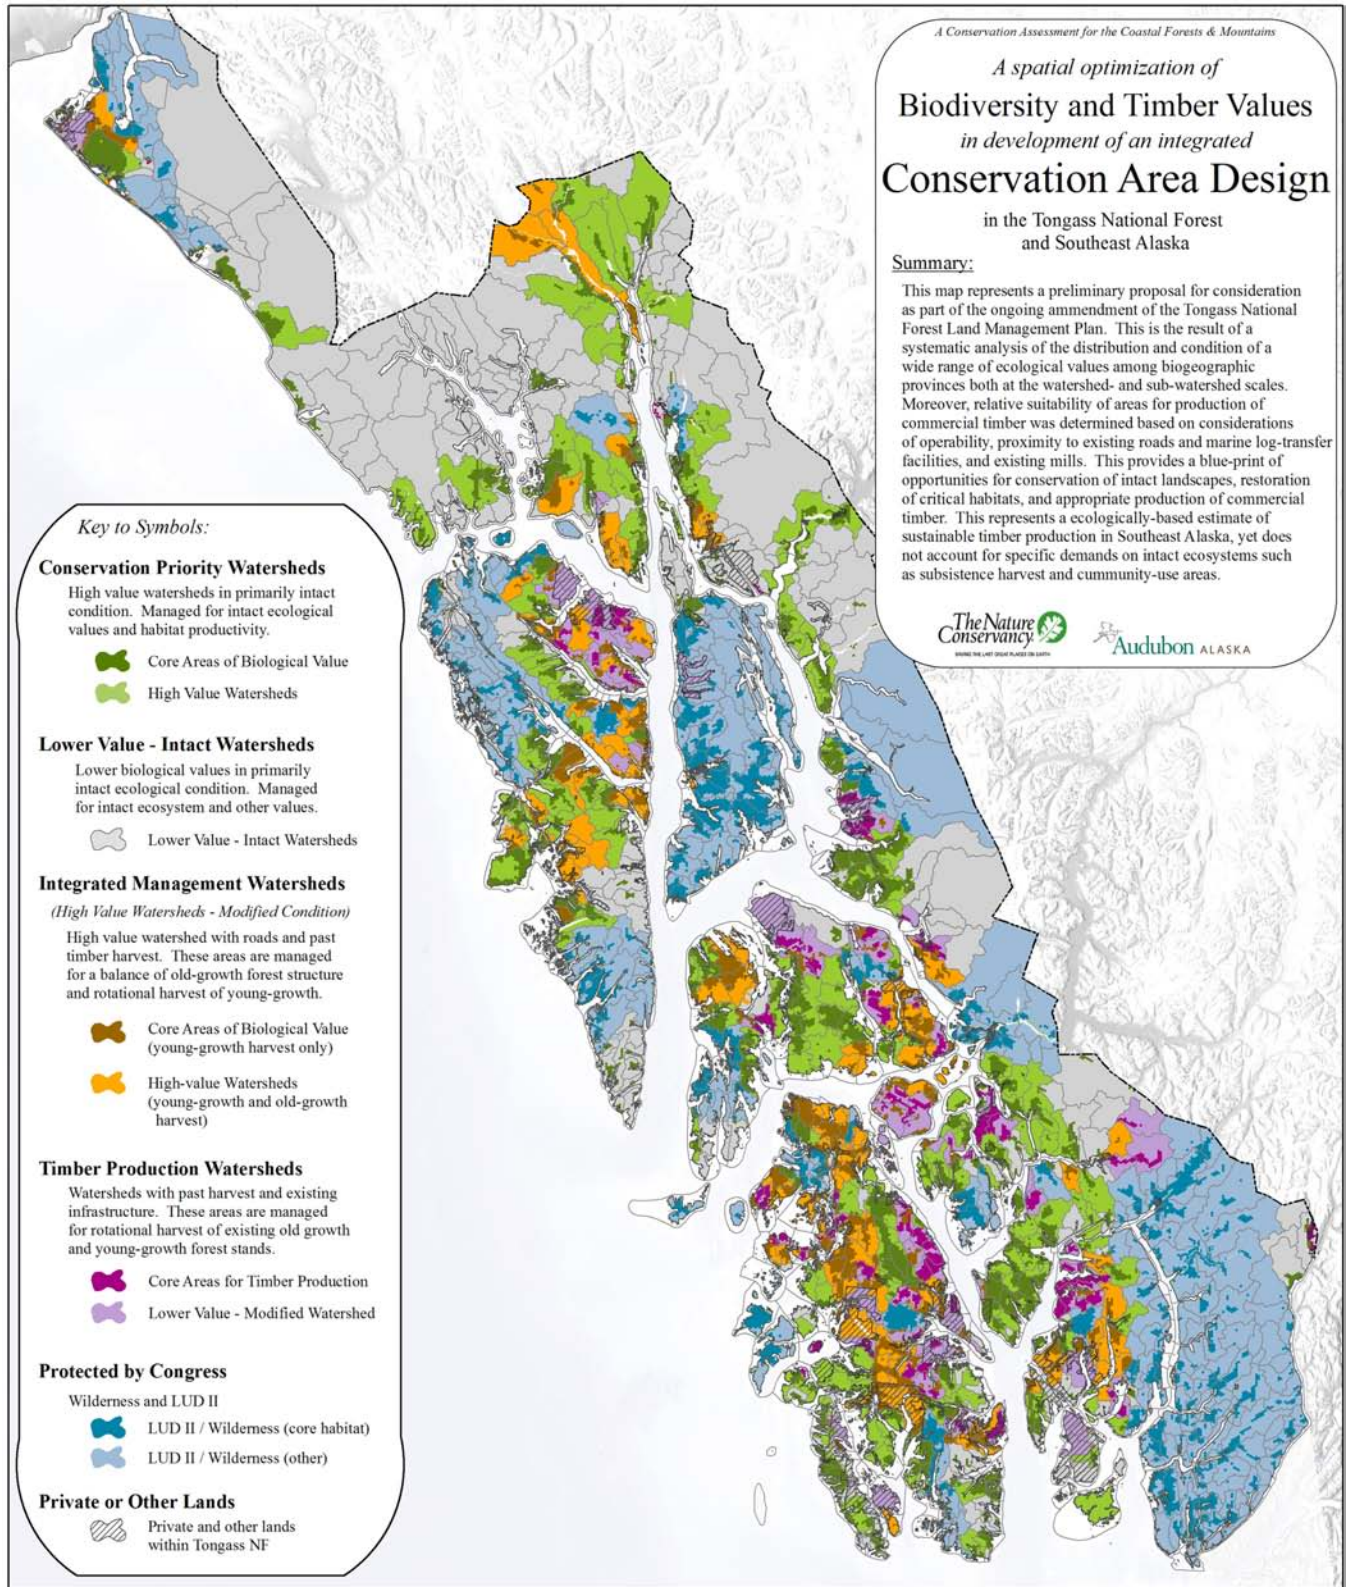 A Conservation Assessment for the Coastal Forests & Mountains
A spatial optimization of
Biodiversity and Timber Values
in development of an integrated
Conservation Area Design
in the Tongass National Forest
and Southeast Alaska
Summary:
This map represents a preliminary proposal for consideration
as part of the ongoing ammendment of the Tongass National
Forest Land Management Plan. This is the result of a
systematic analysis of the distribution and condition of a
wide range of ecological values among biogeographic
provinces both at the watershed- and sub-watershed scales.
Moreover, relative suitability of areas for production of
commercial timber was determined based on considerations
of operability, proximity to existing roads and marine log-transfer
facilities, and existing mills. This provides a blue-print of
opportunities for conservation of intact landscapes, restoration
of critical habitats, and appropriate production of commercial
timber. This represents a ecologically-based estimate of
sustainable timber production in Southeast Alaska, yet does
not account for specific demands on intact ecosystems such
as subsistence harvest and cummunity-use areas.
The Nature
Conservancy
SAVING THE LAST GREAT PLACES ON EARTH
Audubon ALASKA
Key to Symbols:
Conservation Priority Watersheds
High value watersheds in primarily intact
condition. Managed for intact ecological
values and habitat productivity.
Core Areas of Biological Value
High Value Watersheds
Lower Value - Intact Watersheds
Lower biological values in primarily
intact ecological condition. Managed
for intact ecosystem and other values.
Lower Value - Intact Watersheds
Integrated Management Watersheds
(High Value Watersheds - Modified Condition)
High value watershed with roads and past
timber harvest. These areas are managed
for a balance of old-growth forest structure
and rotational harvest of young-growth.
Core Areas of Biological Value
(young-growth harvest only)
High-value Watersheds
(young-growth and old-growth
harvest)
Timber Production Watersheds
Watersheds with past harvest and existing
infrastructure. These areas are managed
for rotational harvest of existing old growth
and young-growth forest stands.
Core Areas for Timber Production
Lower Value - Modified Watershed
Protected by Congress
Wilderness and LUD II
LUD II / Wilderness (core habitat)
LUD II / Wilderness (other)
Private or Other Lands
Private and other lands
within Tongass NF